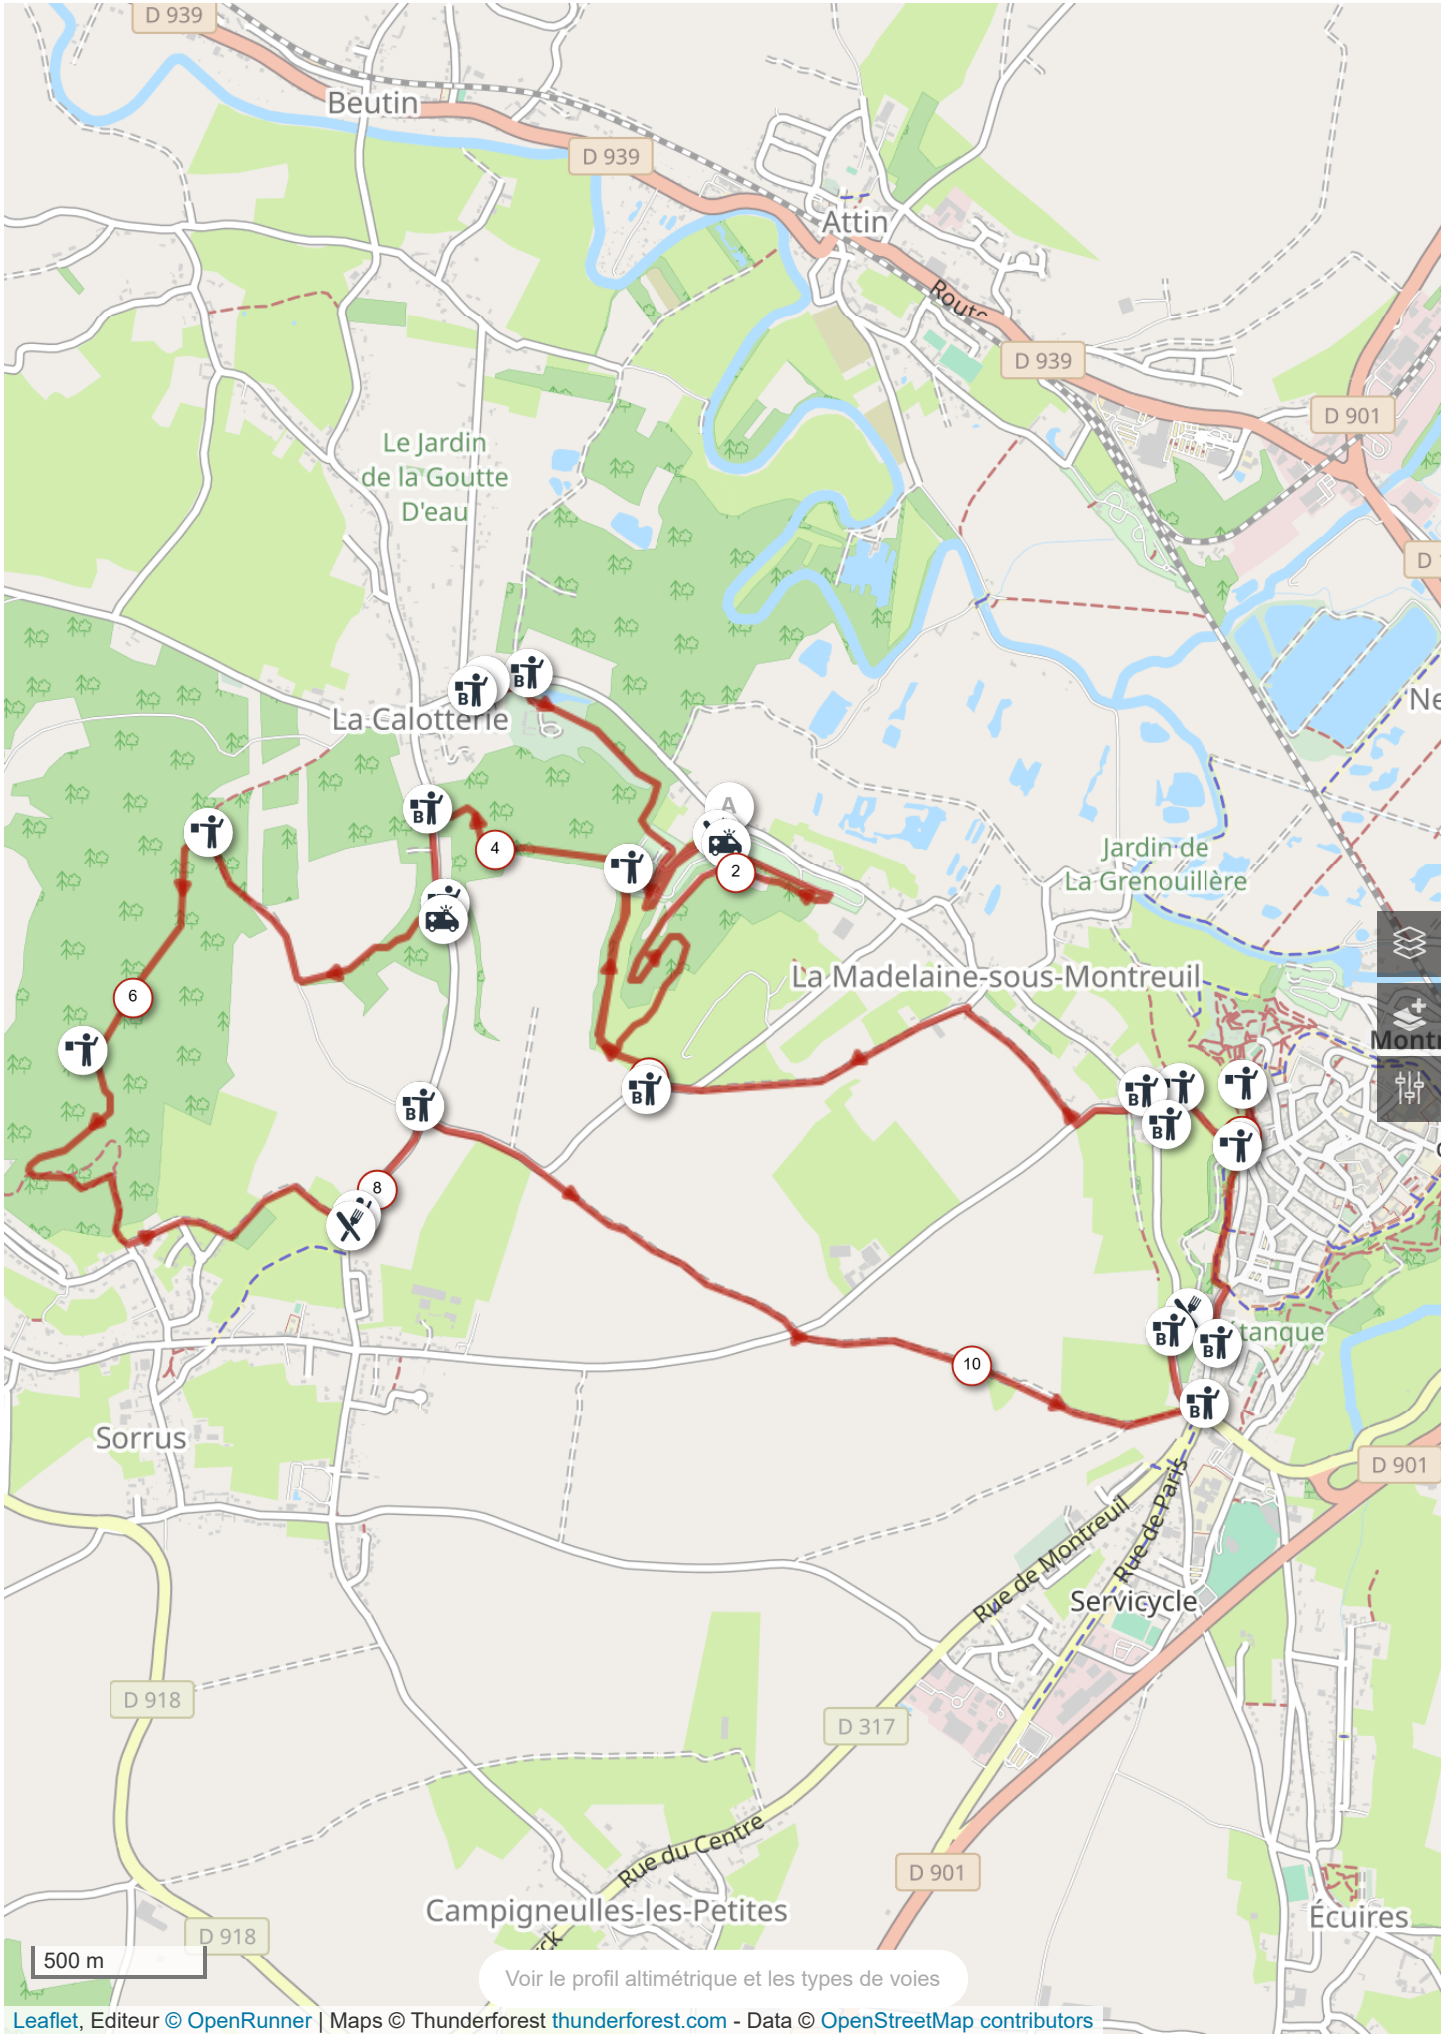 D 939
Beutin
D 939
Attin
Route
D 939
D 901
Le Jardin
de la Goutte
D'eau
D
Ne
La Calotterie
B
B
A
B
4
2
Jardin de
La Grenouillère
La Madelaine-sous-Montreuil
6
Mont
B
B
B
B
8
B
B
tanque
10
B
Sorrus
D 901
Rue de Montreuil
Rue de Paris
Servicycle
D 918
D 317
Rue du Centre
D 901
Campigneulles-les-Petites
Écuires
D 918
ck
500 m
Voir le profil altimétrique et les types de voies
Leaflet, Editeur © OpenRunner | Maps © Thunderforest thunderforest.com - Data © OpenStreetMap contributors